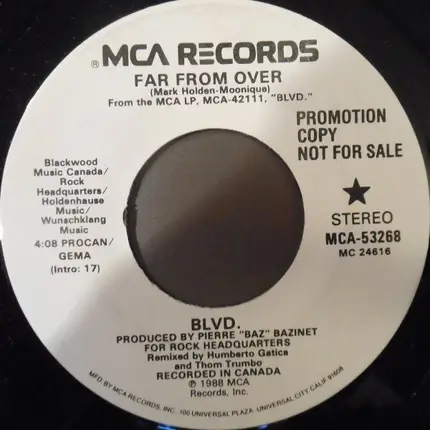 ® MCA RECORDS
FAR FROM OVER
(Mark Holden-Moonique)
From the MCA LP, MCA-42111, "BLVD."
PROMOTION
COPY
NOT FOR SALE
Blackwood
Music Canada/
Rock
Headquarters/
Holdenhause
Music/
Wunschklang
Music
4:08 PROCAN/
GEMA
(Intro: 17)
★
STEREO
MCA-53268
MC 24616
BLVD.
PRODUCED BY PIERRE "BAZ" BAZINET
FOR ROCK HEADQUARTERS
Remixed by Humberto Gatica
and Thom Trumbo
RECORDED IN CANADA
℗ 1988 MCA
Records, Inc.
MFD. BY MCA RECORDS, INC. 100 UNIVERSAL PLAZA, UNIVERSAL CITY, CALIF 91608